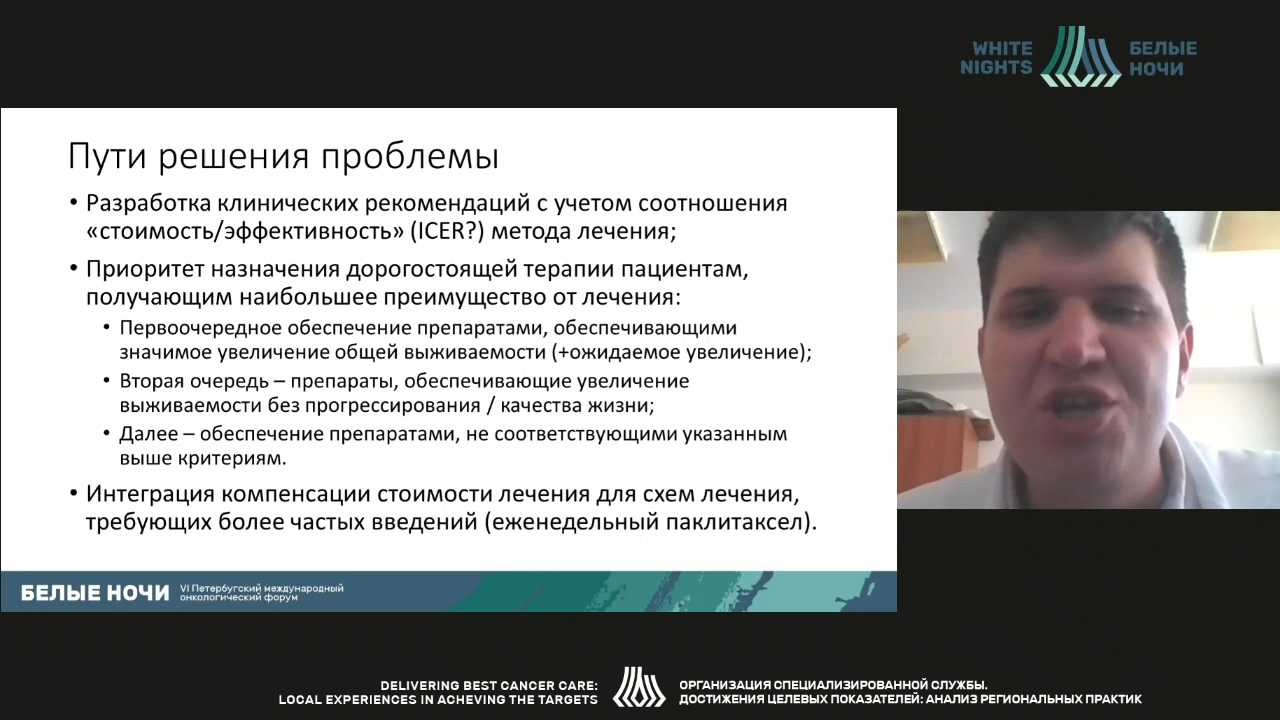 WHITE
NIGHTS
БЕЛЫЕ
НОЧИ
Пути решения проблемы
• Разработка клинических рекомендаций с учетом соотношения
«стоимость/эффективность» (ICER?) метода лечения;
• Приоритет назначения дорогостоящей терапии пациентам,
получающим наибольшее преимущество от лечения:
• Первоочередное обеспечение препаратами, обеспечивающими
значимое увеличение общей выживаемости (+ожидаемое увеличение);
• Вторая очередь – препараты, обеспечивающие увеличение
выживаемости без прогрессирования / качества жизни;
• Далее – обеспечение препаратами, не соответствующими указанным
выше критериям.
• Интеграция компенсации стоимости лечения для схем лечения,
требующих более частых введений (еженедельный паклитаксел).
БЕЛЫЕ НОЧИ
VI Петербугский международный
онкологический форум
DELIVERING BEST CANCER CARE:
LOCAL EXPERIENCES IN ACHEVING THE TARGETS
ОРГАНИЗАЦИЯ СПЕЦИАЛИЗИРОВАННОЙ СЛУЖБЫ.
ДОСТИЖЕНИЯ ЦЕЛЕВЫХ ПОКАЗАТЕЛЕЙ: АНАЛИЗ РЕГИОНАЛЬНЫХ ПРАКТИК